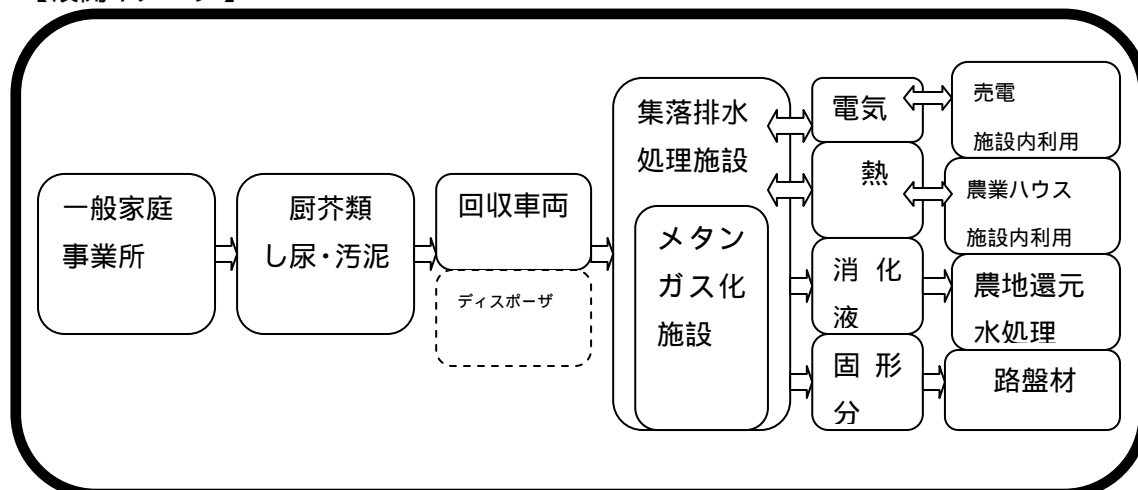 一般家庭
事業所
厨芥類
し尿・汚泥
回収車両
ディスポーザ
集落排水
処理施設
メタン
ガス化
施設
電気
熱
消化
液
固形
分
売電
施設内利用
農業ハウス
施設内利用
農地還元
水処理
路盤材